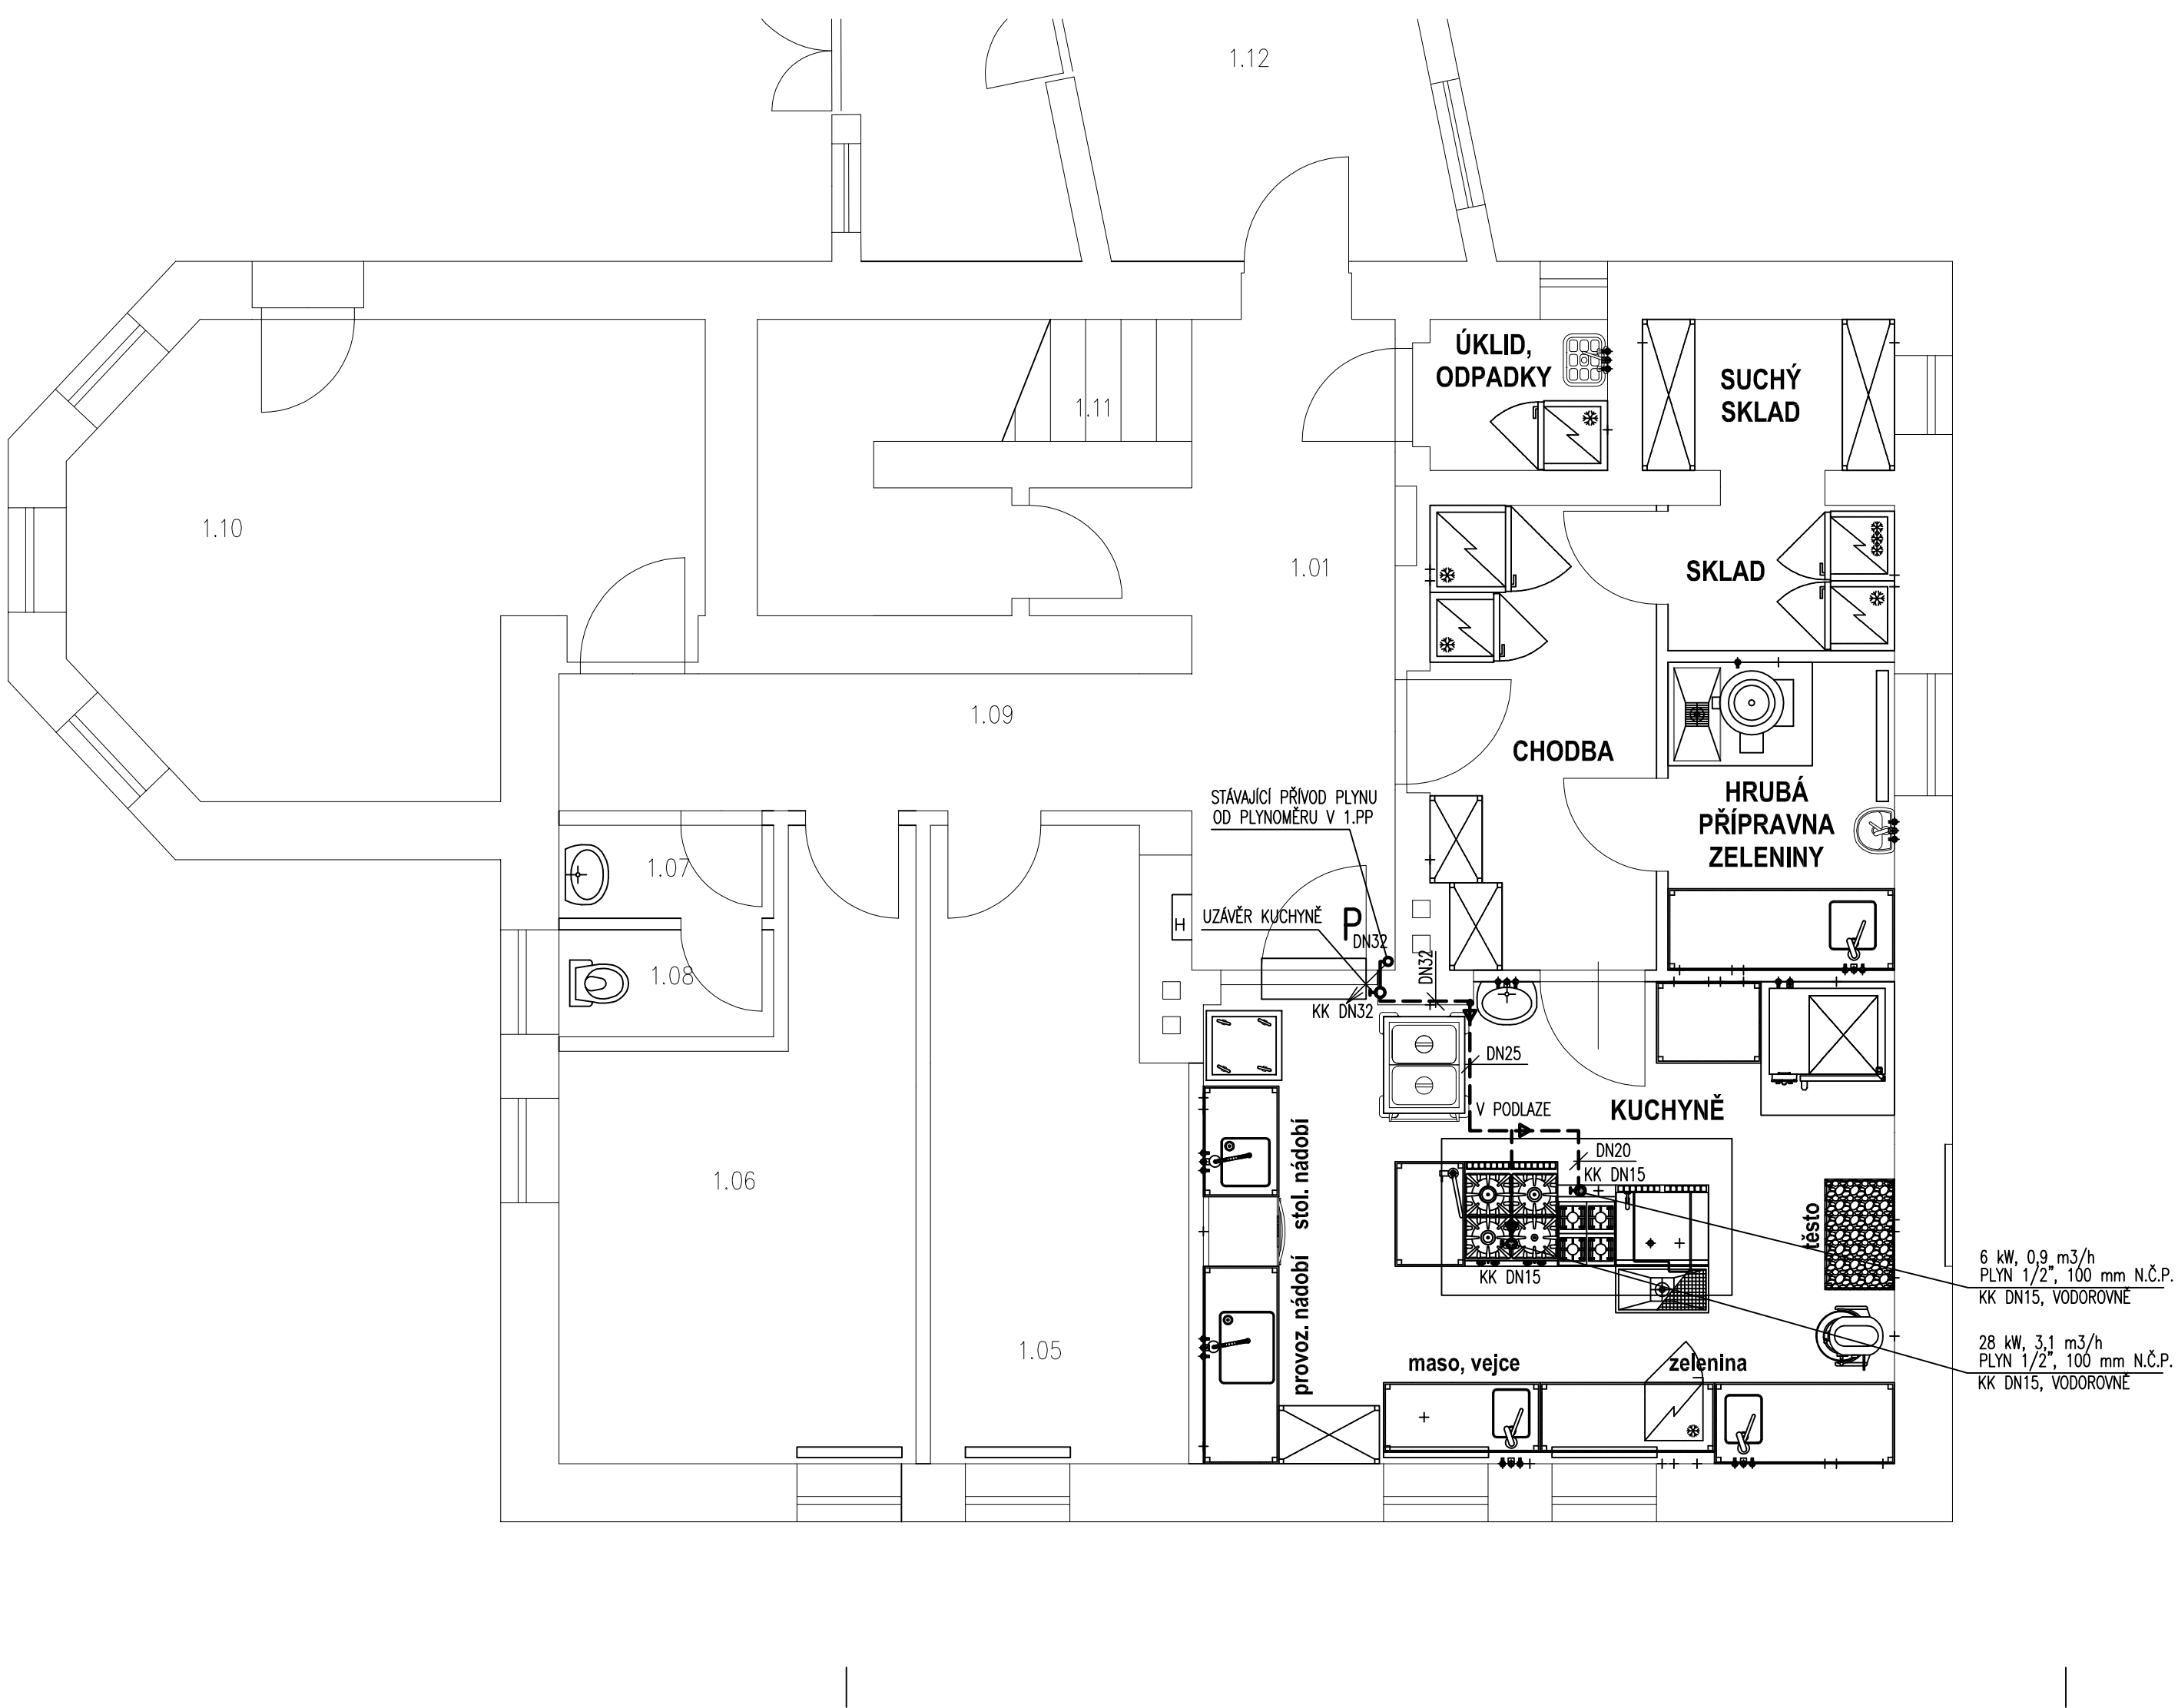 1.12
ÚKLID,
ODPADKY
SUCHÝ
SKLAD
1.11
1.10
1.01
SKLAD
1.09
CHODBA
STÁVAJÍCÍ PŘÍVOD PLYNU
OD PLYNOMĚRU V 1.PP
HRUBÁ
PŘÍPRAVNA
ZELENINY
1.07
H
UZÁVĚR KUCHYNĚ
P
DN32
DN32
1.08
KK DN32
DN25
V PODLAZE
KUCHYNĚ
stol. nádobí
DN20
KK DN15
1.06
těsto
KK DN15
6 kW, 0,9 m3/h
PLYN 1/2", 100 mm N.Č.P.
KK DN15, VODOROVNĚ
provoz. nádobí
1.05
maso, vejce
zelenina
28 kW, 3,1 m3/h
PLYN 1/2", 100 mm N.Č.P.
KK DN15, VODOROVNĚ